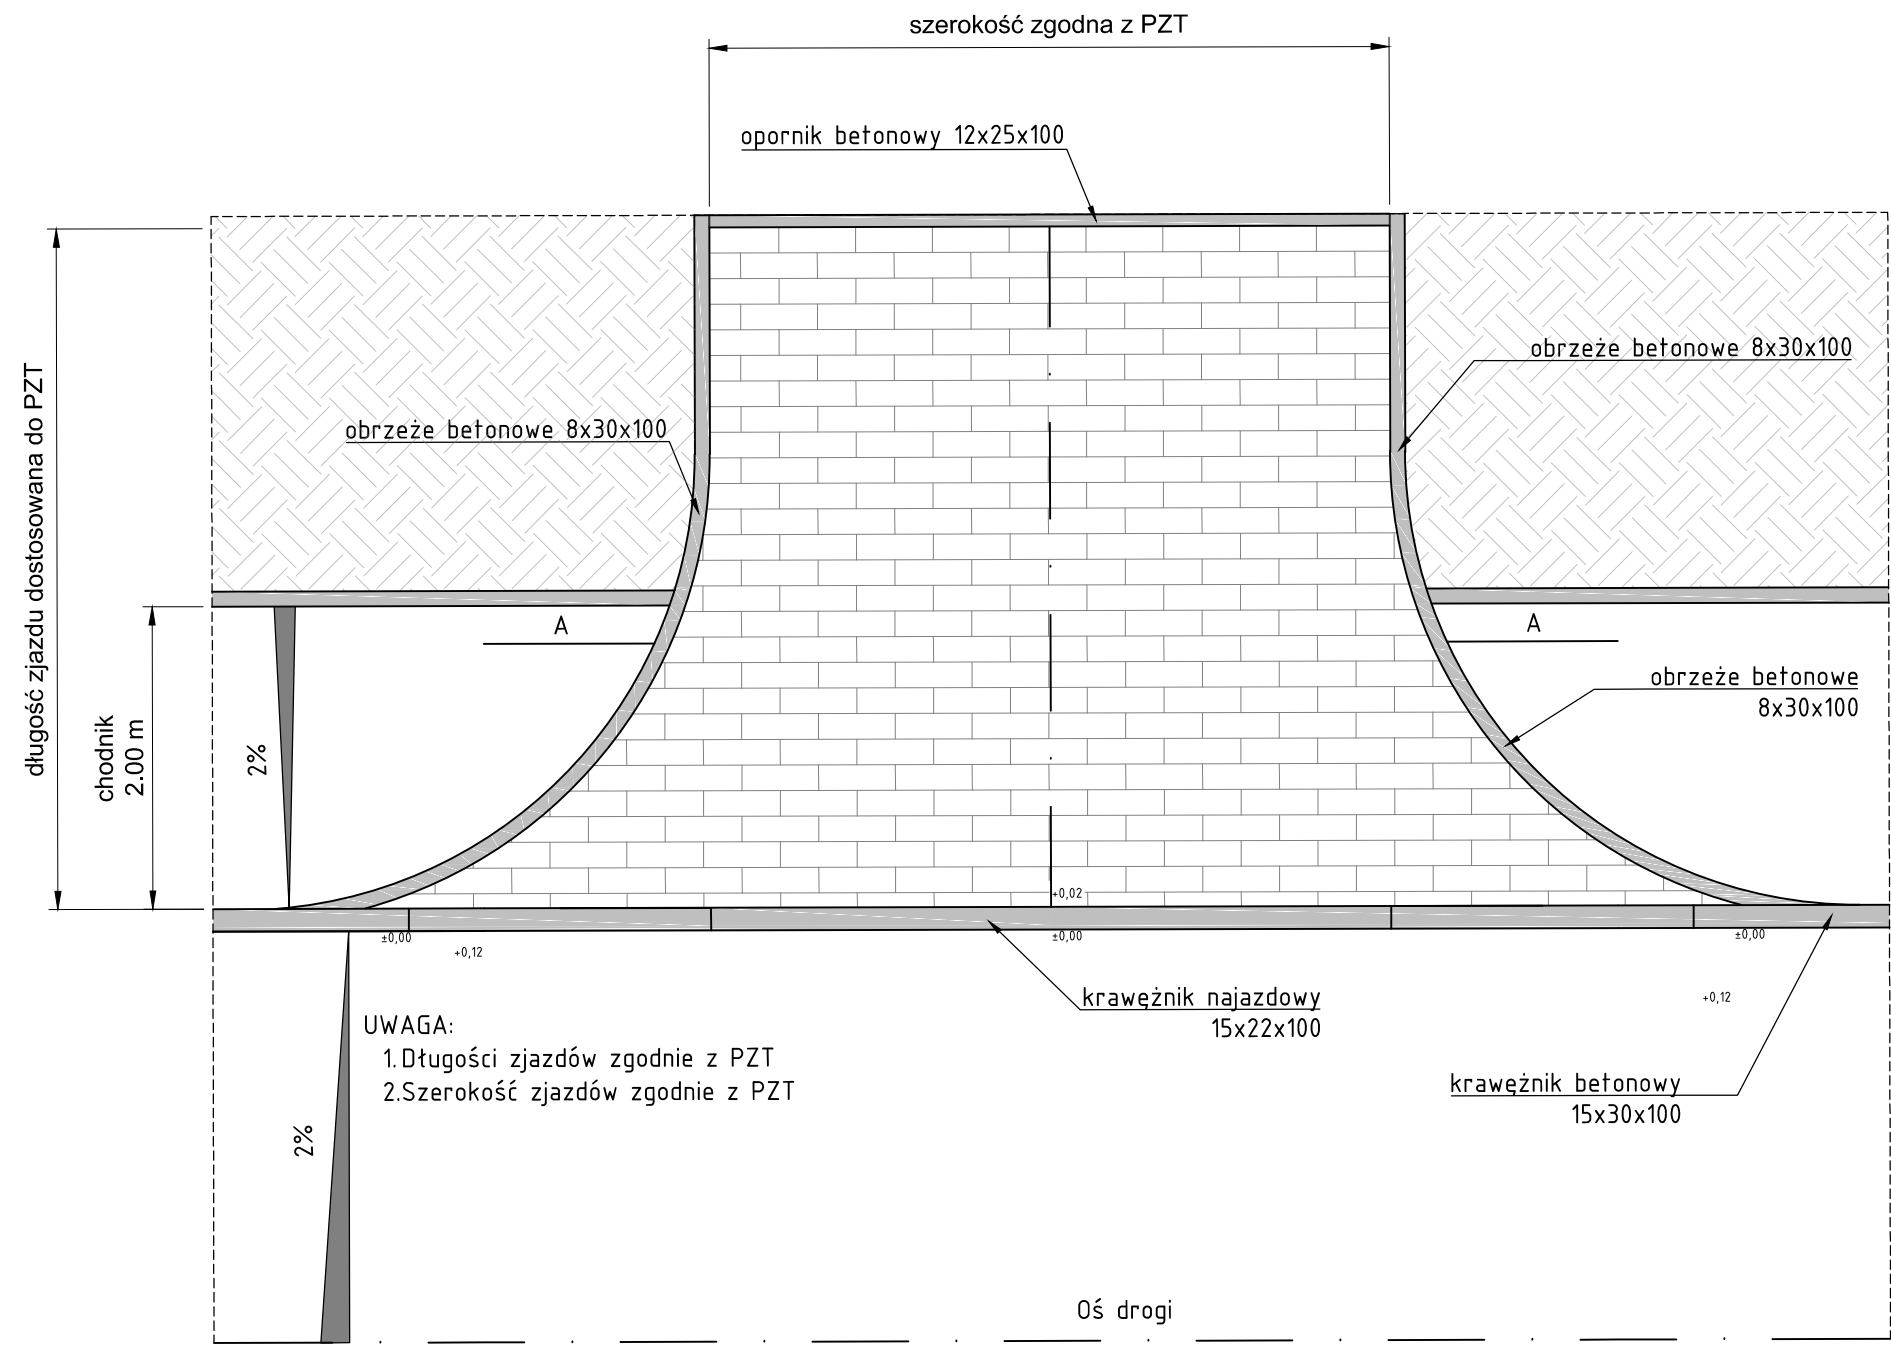 szerokość zgodna z PZT
opornik betonowy 12x25x100
obrzeże betonowe 8x30x100
obrzeże betonowe 8x30x100
długość zjazdu dostosowana do PZT
A
A
obrzeże betonowe
8x30x100
chodnik
2.00 m
2%
+0,02
±0,00
±0,00
±0,00
+0,12
krawężnik najazdowy
15x22x100
+0,12
UWAGA:
1.Długości zjazdów zgodnie z PZT
2.Szerokość zjazdów zgodnie z PZT
krawężnik betonowy
15x30x100
2%
Oś drogi